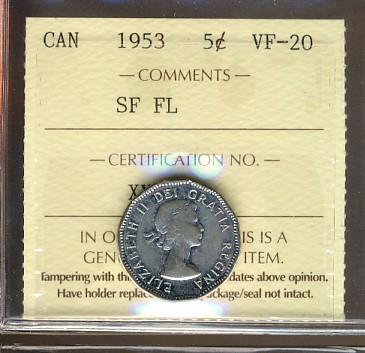 CAN 1953 5¢ VF-20
— COMMENTS —
SF FL
— CERTIFICATION NO. —
IN O IS IS A
GEN ITEM.
Tampering with th dates above opinion.
Have holder replac ckage/seal not intact.
ELIZABETH II DEI GRATIA REGINA